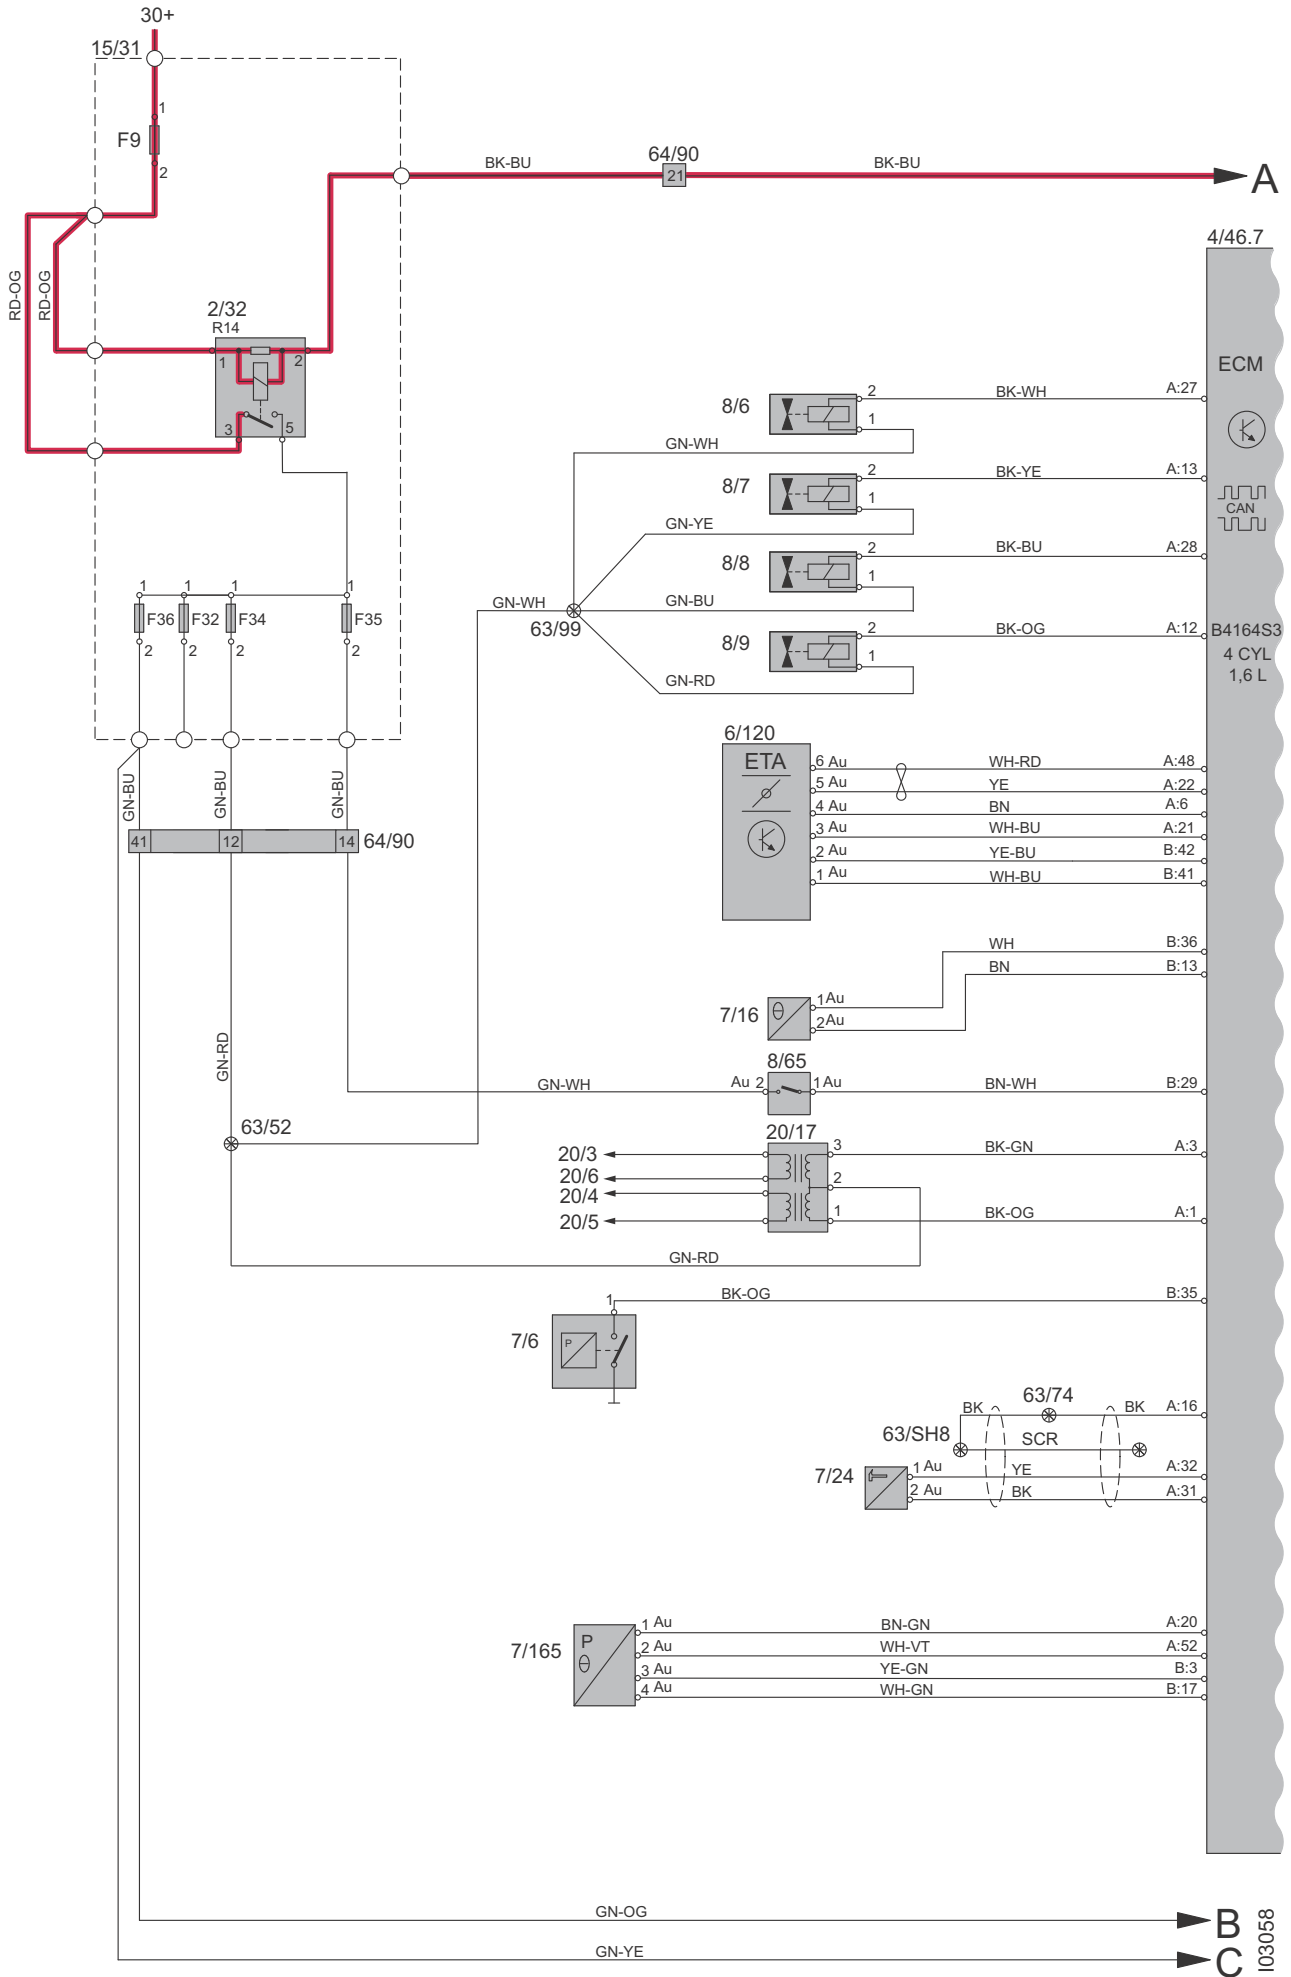 30+
15/31
1
F9
2
64/90
BK-BU
21
BK-BU
A
4/46.7
RD-OG
RD-OG
2/32
R14
1
2
3
5
ECM
CAN
B4164S3
4 CYL
1,6 L
8/6
2
1
BK-WH
A:27
GN-WH
8/7
2
1
BK-YE
A:13
GN-YE
8/8
2
1
BK-BU
A:28
GN-WH
GN-BU
63/99
8/9
2
1
BK-OG
A:12
GN-RD
1 1 1 1
F36 F32 F34 F35
2 2 2 2
GN-BU
GN-BU
GN-BU
41 12 14 64/90
6/120
ETA
6 Au WH-RD A:48
5 Au YE A:22
4 Au BN A:6
3 Au WH-BU A:21
2 Au YE-BU B:42
1 Au WH-BU B:41
WH B:36
BN B:13
7/16
1 Au
2 Au
GN-RD
8/65
GN-WH Au 2 1 Au BN-WH B:29
63/52
20/17
20/3
20/6
20/4
20/5
3 BK-GN A:3
2
1 BK-OG A:1
GN-RD
1 BK-OG B:35
7/6
P
63/74
BK BK A:16
63/SH8 SCR
7/24
1 Au YE A:32
2 Au BK A:31
7/165
P
θ
1 Au BN-GN A:20
2 Au WH-VT A:52
3 Au YE-GN B:3
4 Au WH-GN B:17
GN-OG B
GN-YE C
I03058